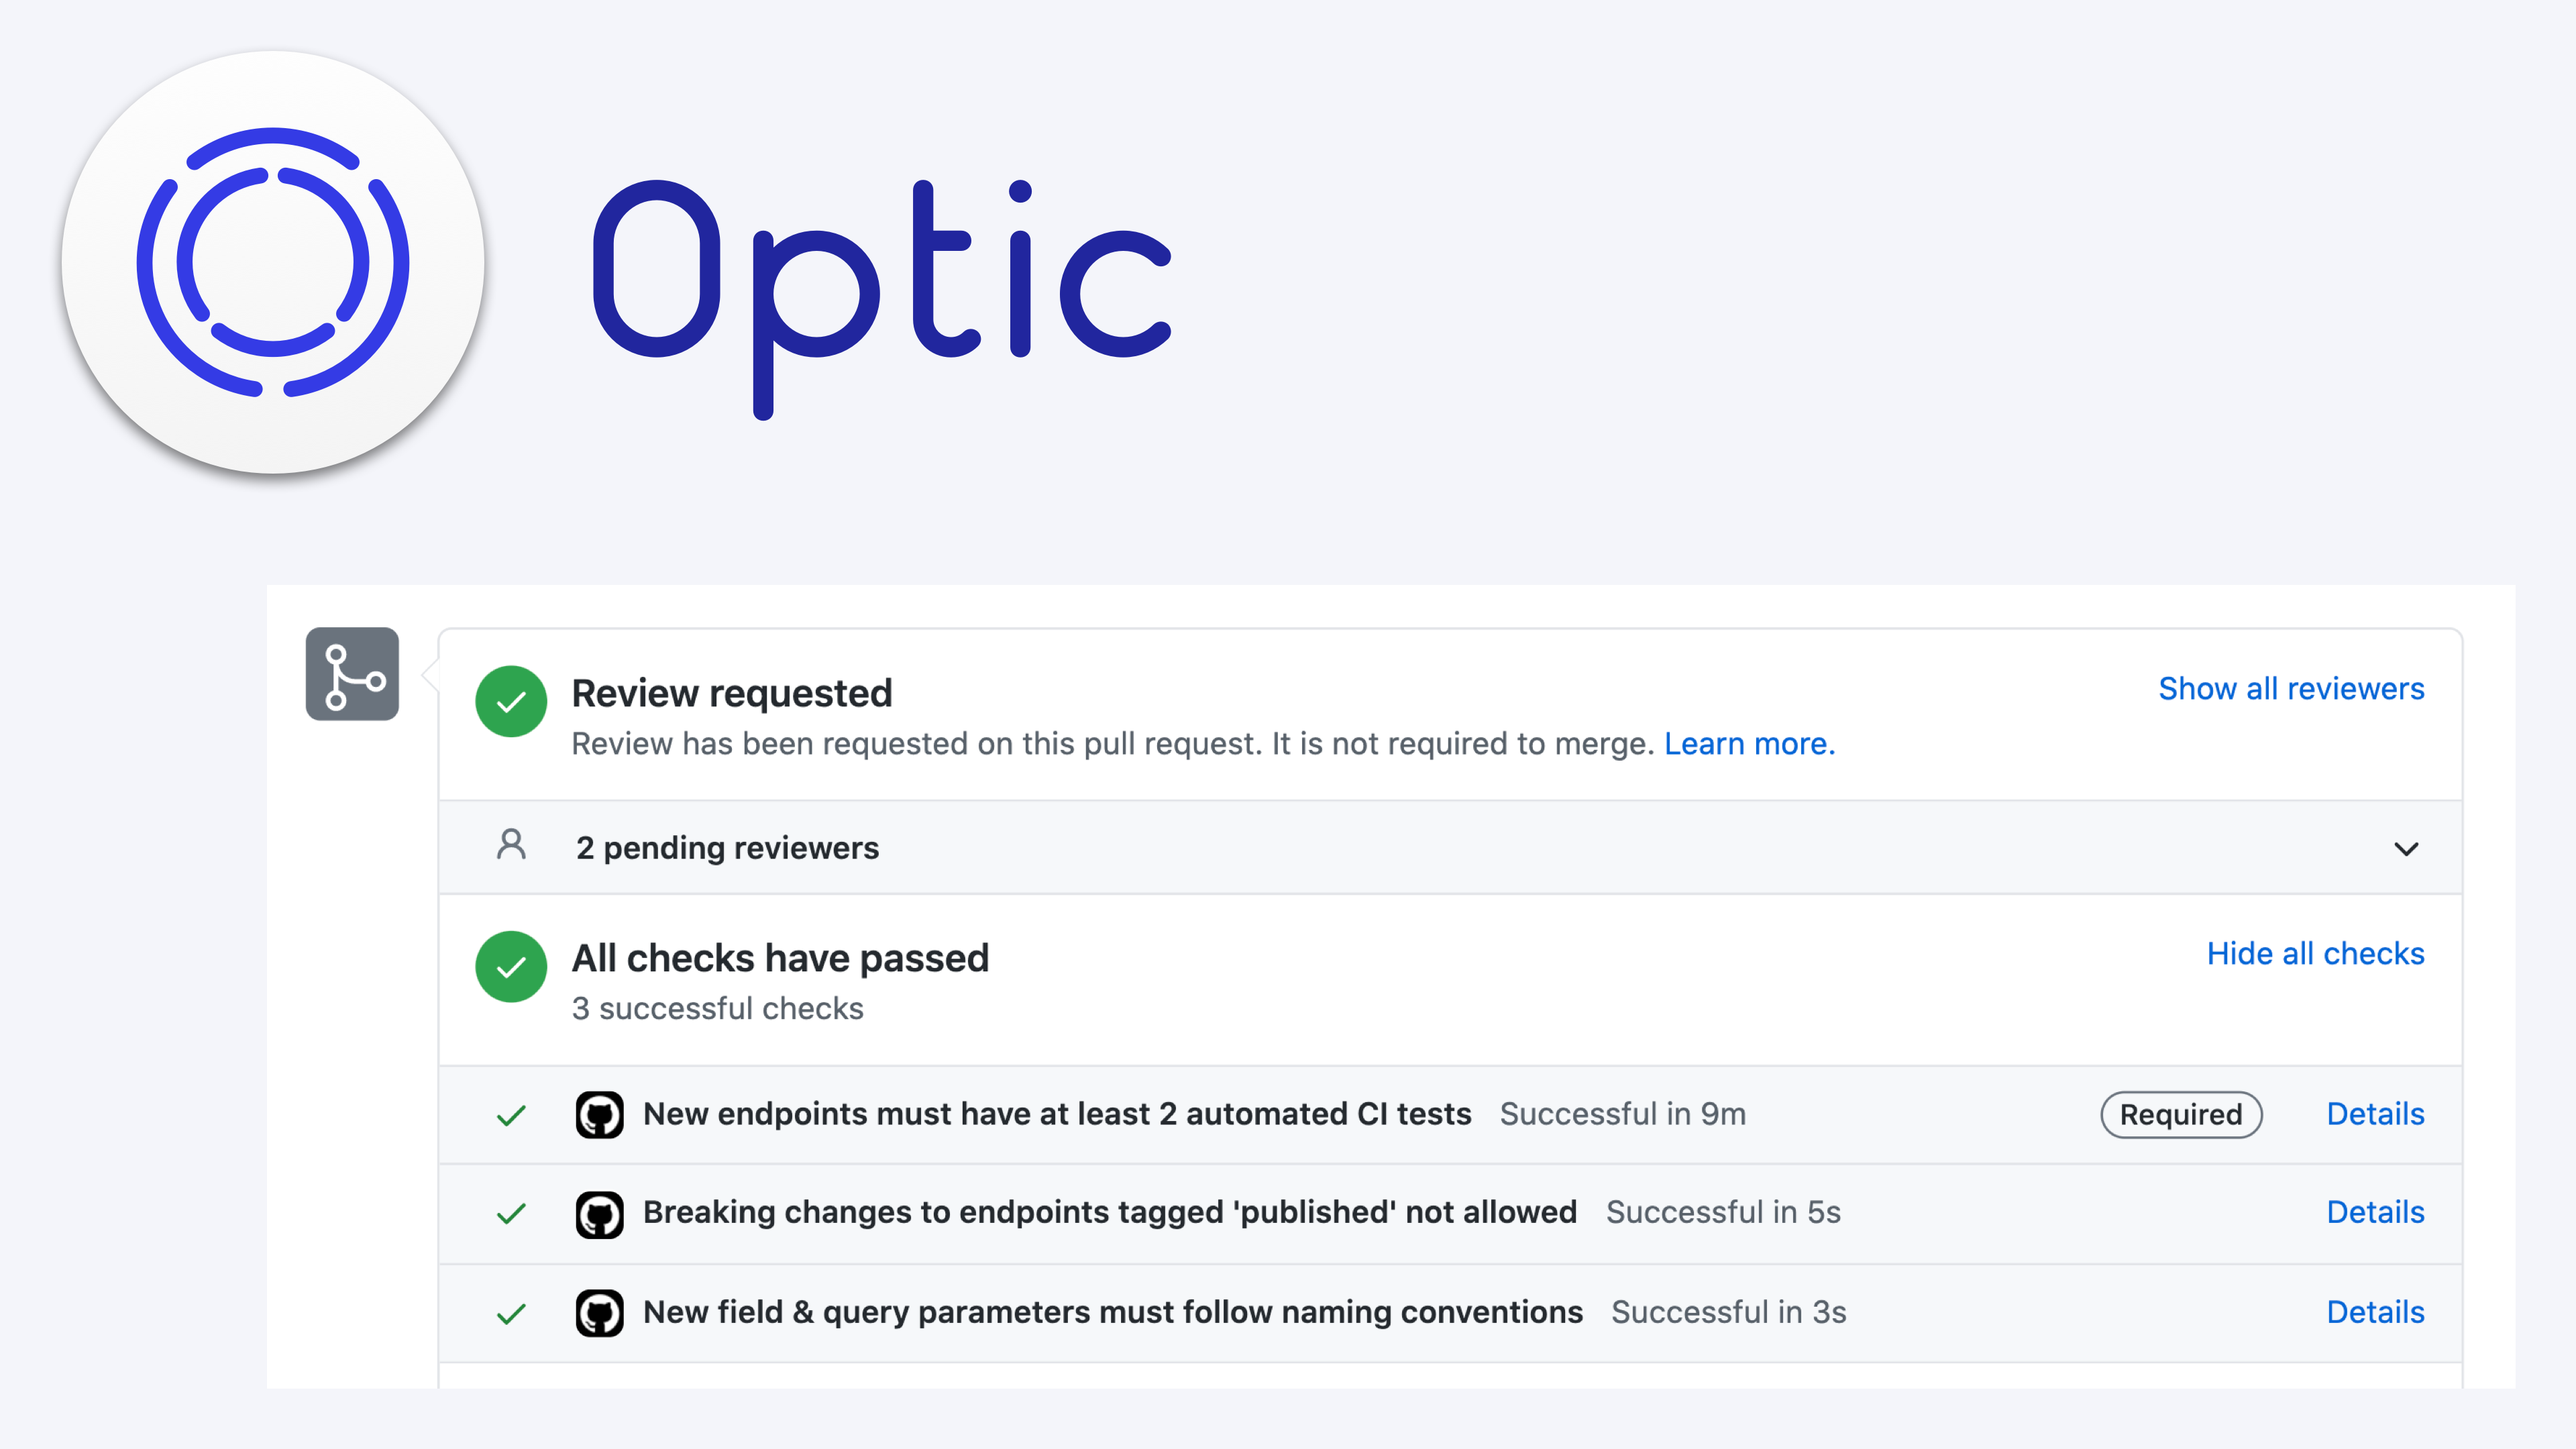 Optic
Review requested
Show all reviewers
Review has been requested on this pull request. It is not required to merge. Learn more.
2 pending reviewers
All checks have passed
Hide all checks
3 successful checks
New endpoints must have at least 2 automated CI tests Successful in 9m Required Details
Breaking changes to endpoints tagged 'published' not allowed Successful in 5s Details
New field & query parameters must follow naming conventions Successful in 3s Details